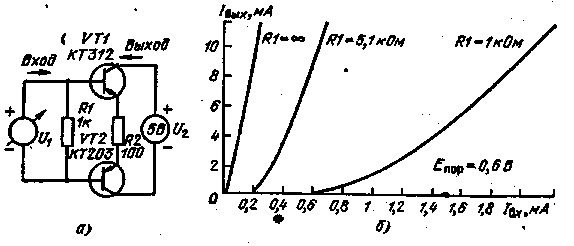 VT1
КТ312
Вход
Выход
R1
1к
VT2
КТ203
R2
100
U₁
6В
U₂
+
−
+
−
а)
Iвых, мА
10
8
6
4
2
0
R1=∞
R1=5,1кОм
R1=1кОм
Eпор=0,6В
0,2 0,4 0,6 0,8 1 1,2 1,4 1,6 1,8 Iвх, мА
б)